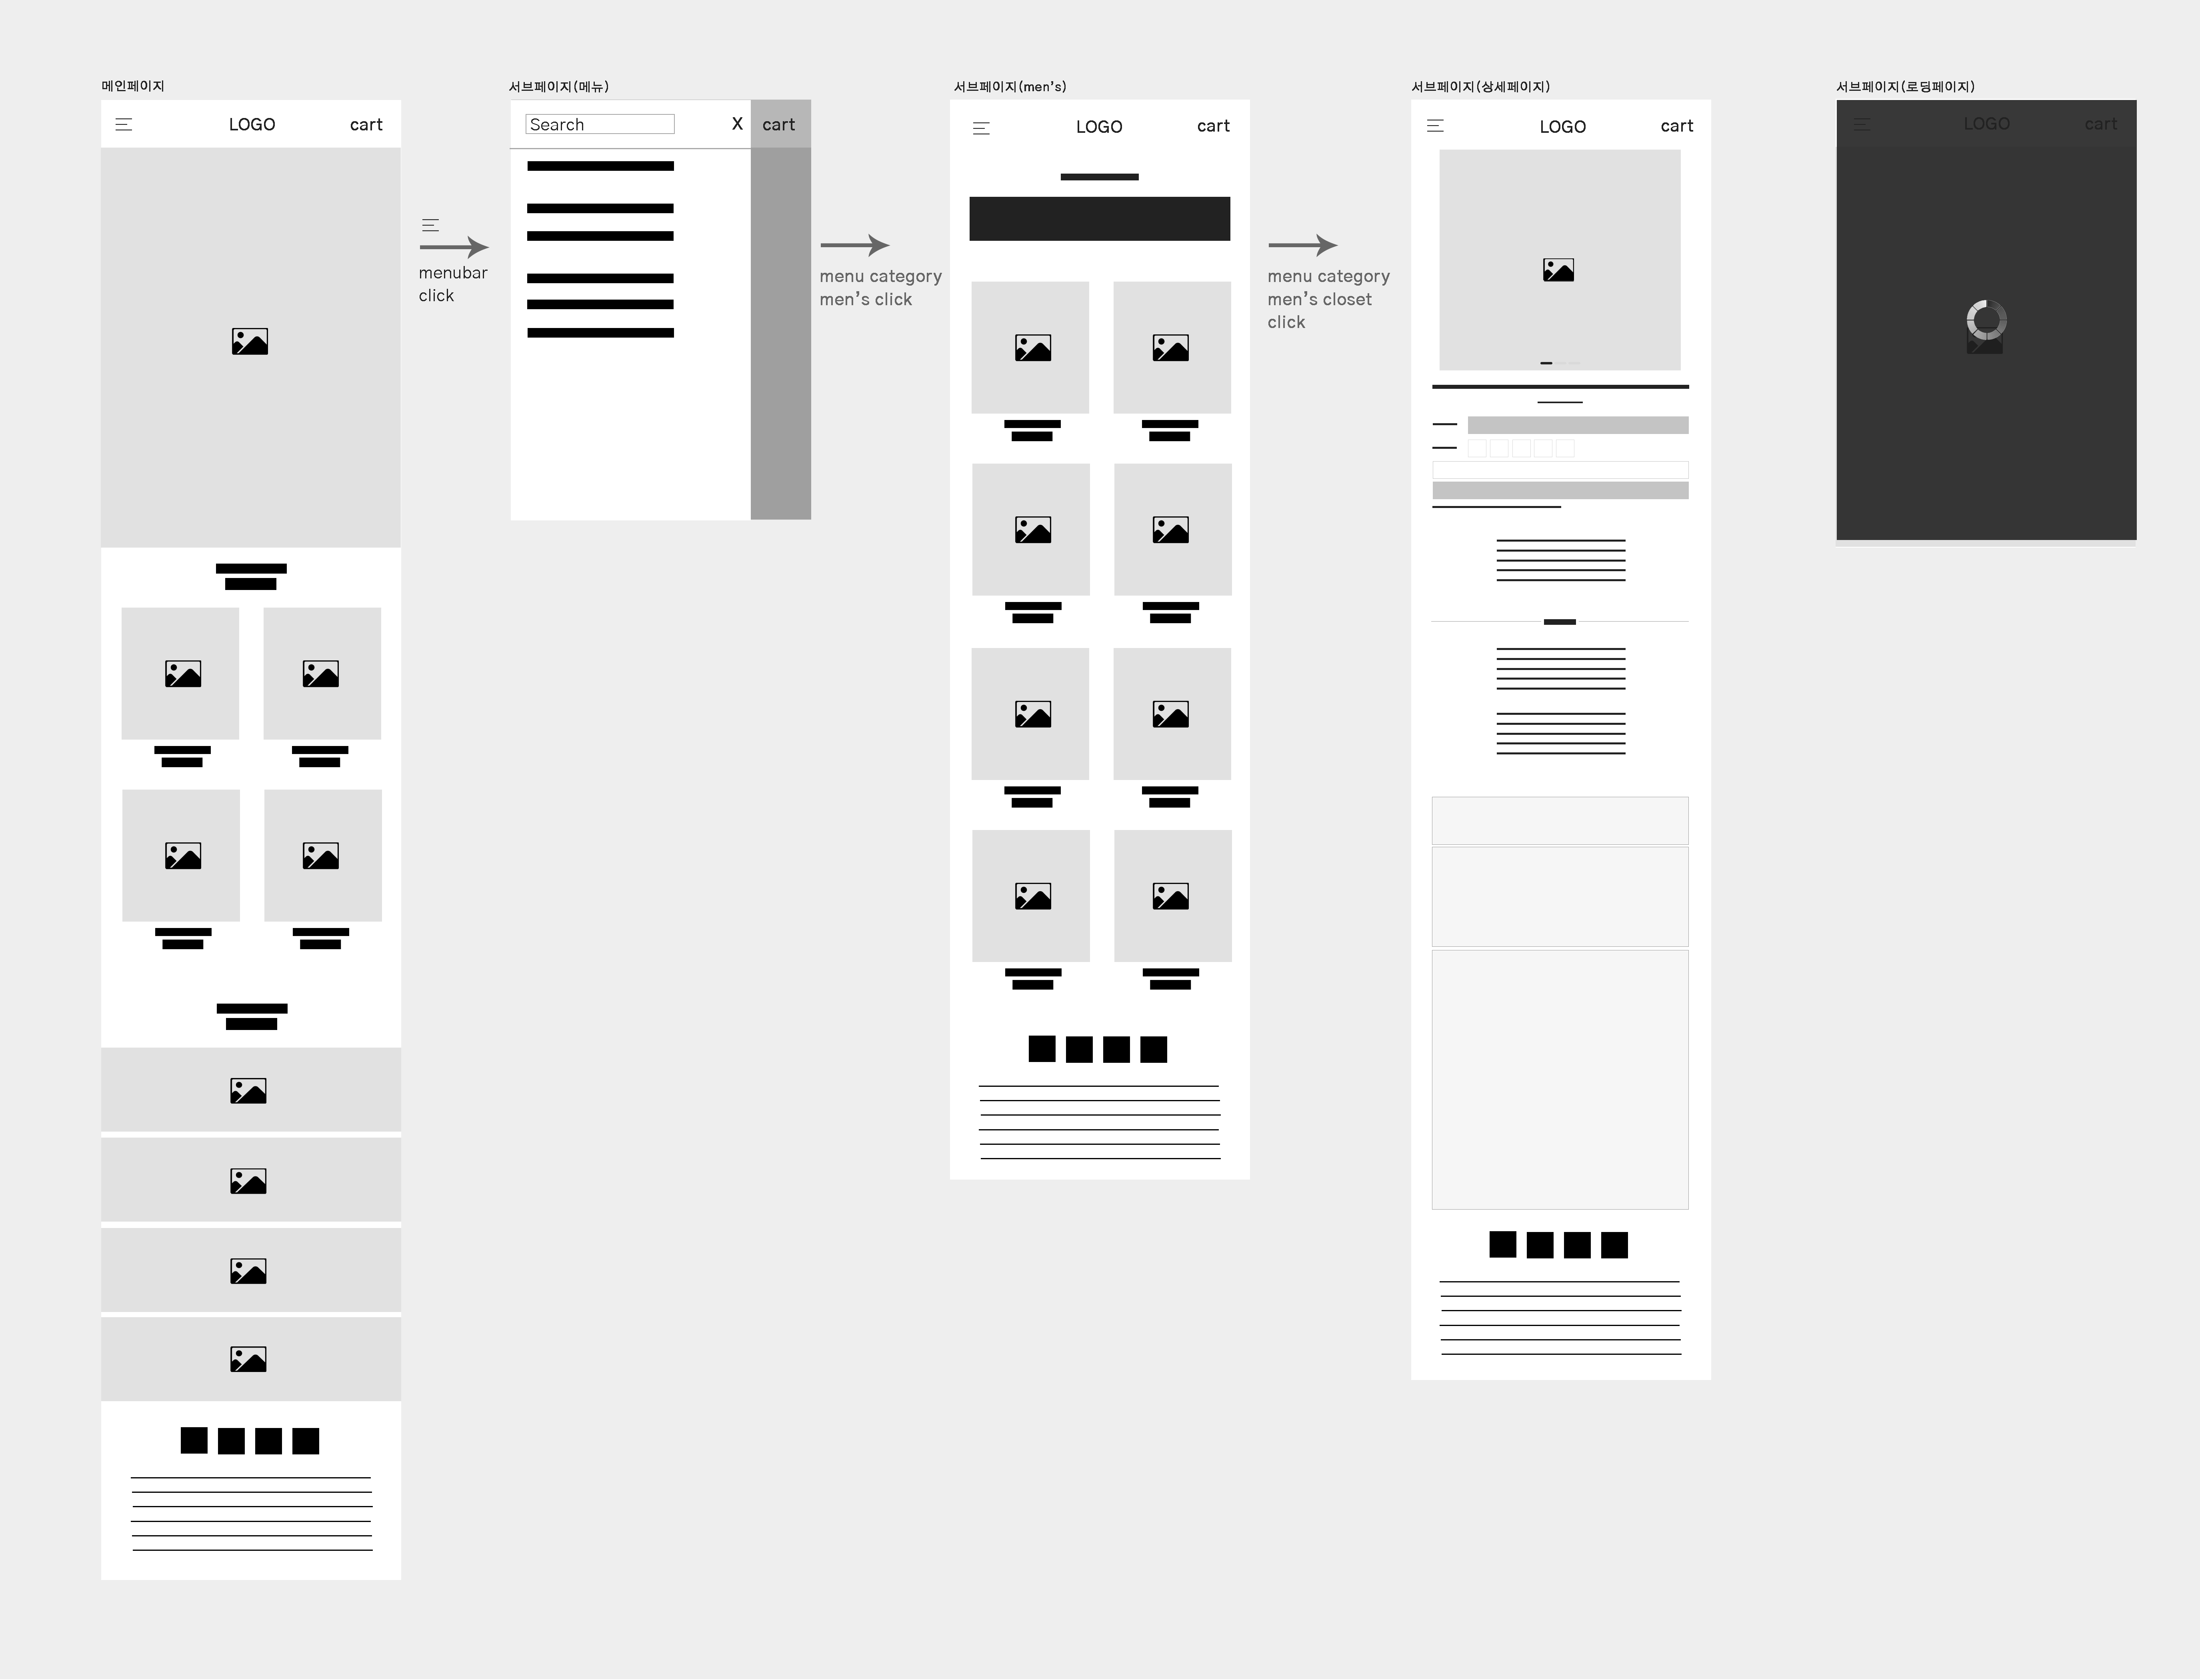 메인페이지
LOGO
cart
menubar
click
서브페이지(메뉴)
Search
X
cart
menu category
men's click
서브페이지(men's)
LOGO
cart
menu category
men's closet
click
서브페이지(상세페이지)
LOGO
cart
서브페이지(로딩페이지)
LOGO
cart